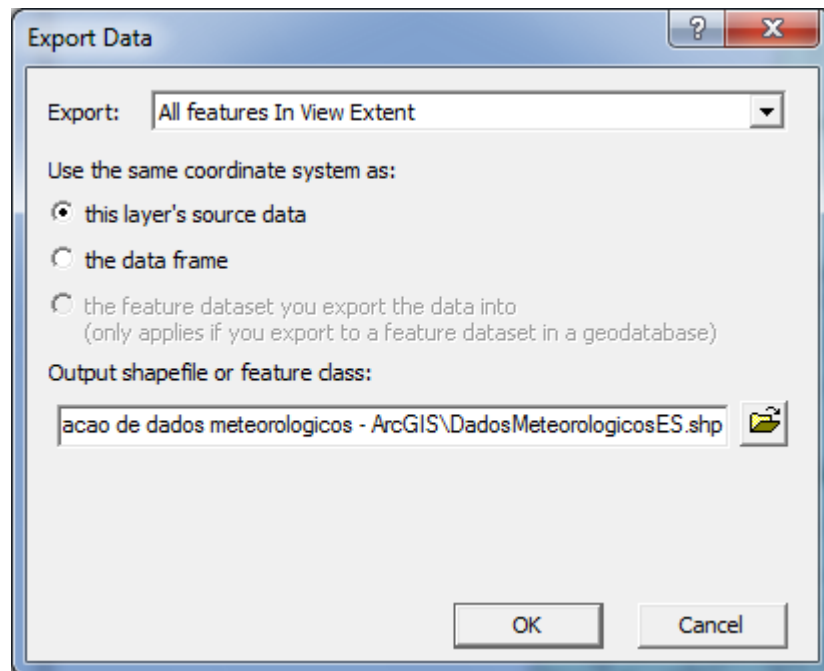 Export Data
?
X
Export: All features In View Extent
Use the same coordinate system as:
this layer's source data
the data frame
the feature dataset you export the data into
(only applies if you export to a feature dataset in a geodatabase)
Output shapefile or feature class:
acao de dados meteorologicos - ArcGIS\DadosMeteorologicosES.shp
OK Cancel